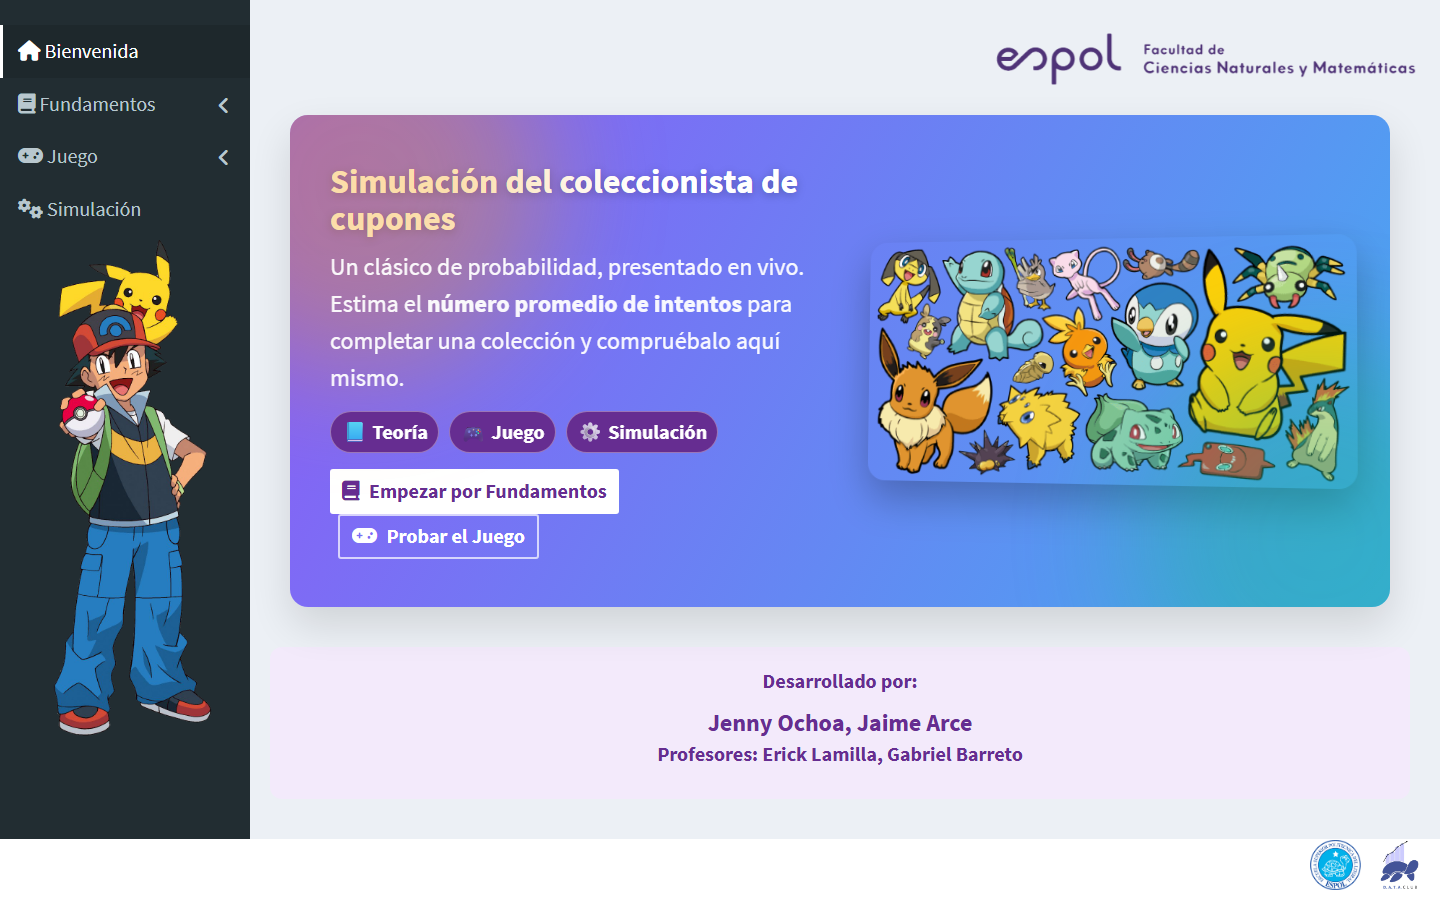 Bienvenida
Fundamentos
Juego
Simulación
espol
Facultad de
Ciencias Naturales y Matemáticas
Simulación del coleccionista de
cupones
Un clásico de probabilidad, presentado en vivo.
Estima el número promedio de intentos para
completar una colección y compruébalo aquí
mismo.
Teoría
Juego
Simulación
Empezar por Fundamentos
Probar el Juego
Desarrollado por:
Jenny Ochoa, Jaime Arce
Profesores: Erick Lamilla, Gabriel Barreto
ESPOL